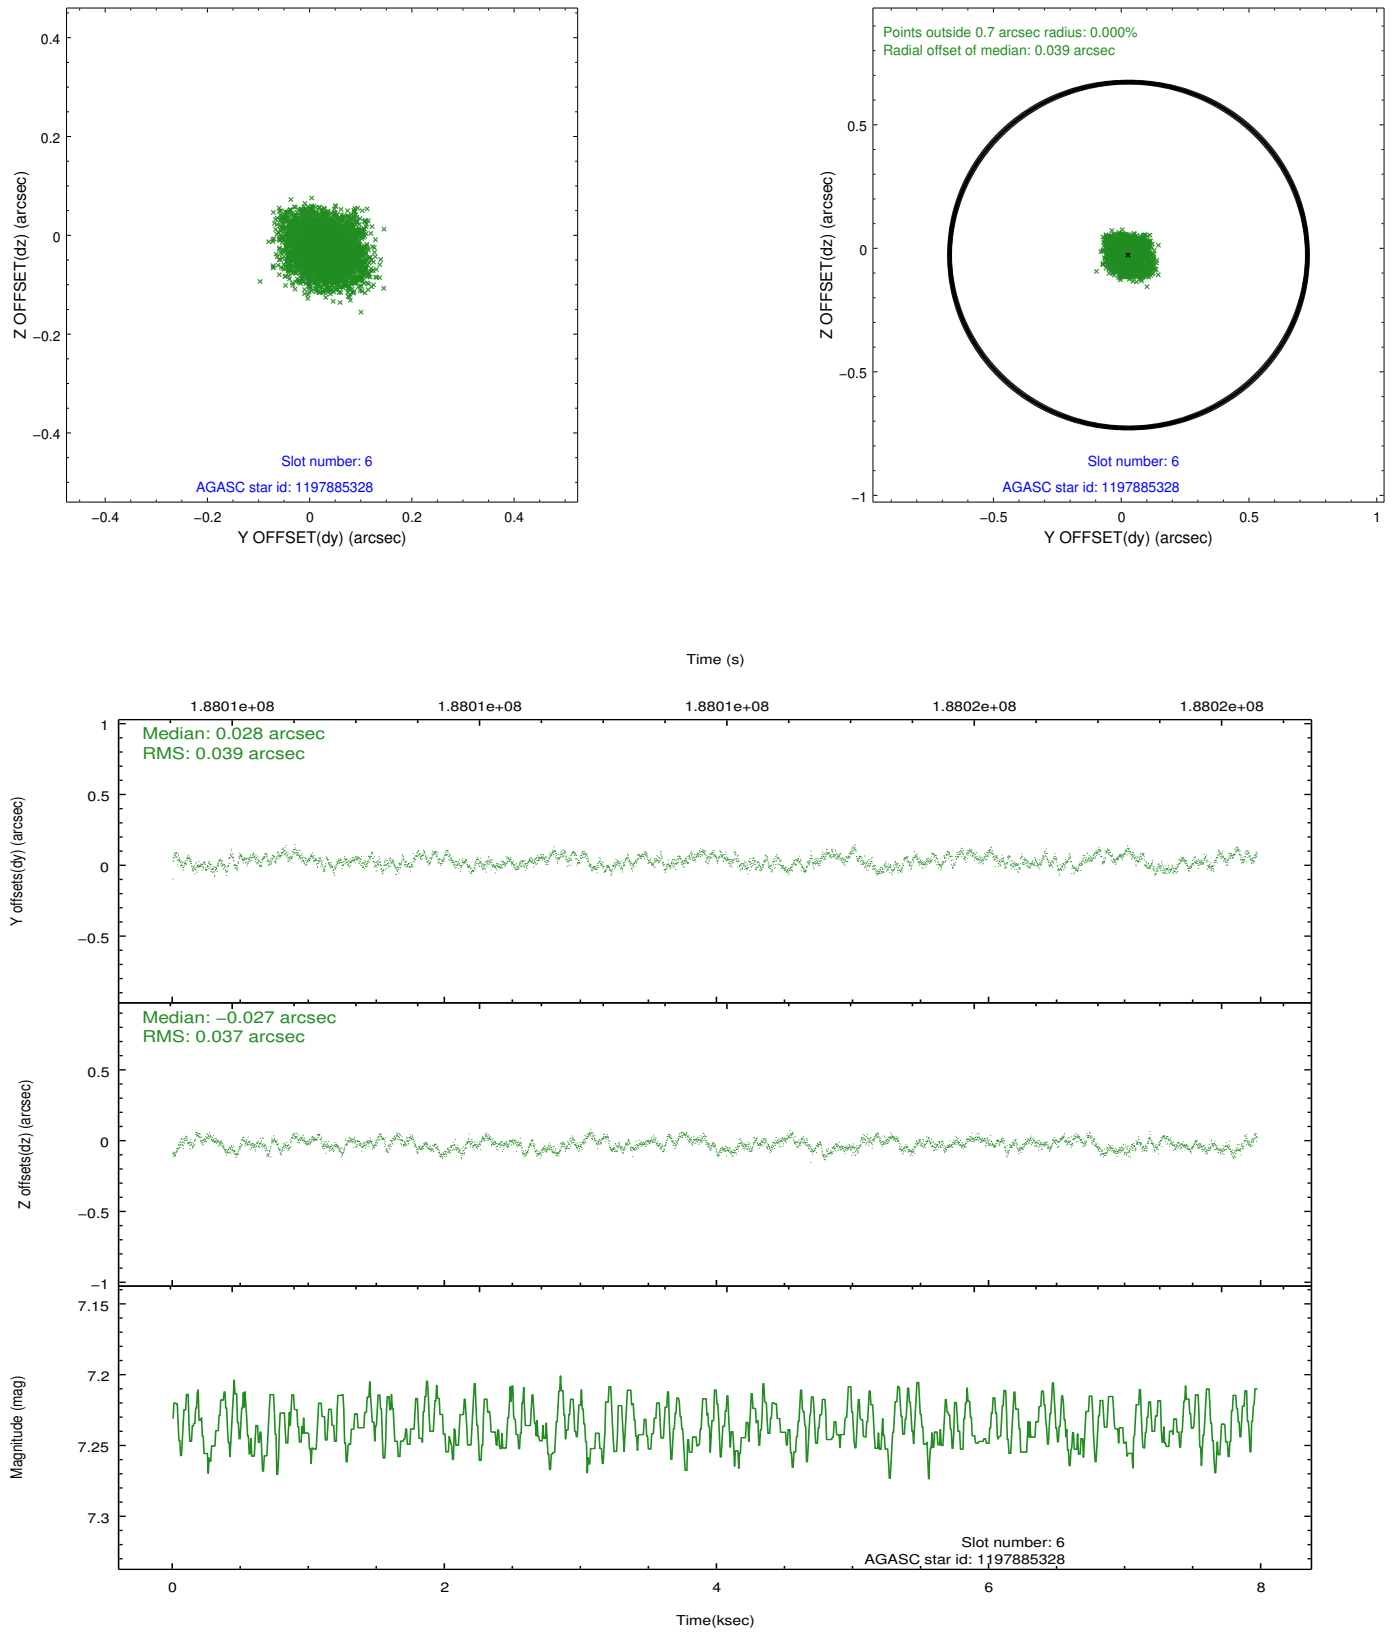 0.4
0.2
0
−0.2
−0.4
Z OFFSET(dz) (arcsec)
Slot number: 6
AGASC star id: 1197885328
−0.4 −0.2 0 0.2 0.4
Y OFFSET(dy) (arcsec)
Points outside 0.7 arcsec radius: 0.000%
Radial offset of median: 0.039 arcsec
0.5
0
−0.5
−1
Z OFFSET(dz) (arcsec)
Slot number: 6
AGASC star id: 1197885328
−0.5 0 0.5 1
Y OFFSET(dy) (arcsec)
Time (s)
1.8801e+08 1.8801e+08 1.8801e+08 1.8802e+08 1.8802e+08
Median: 0.028 arcsec
RMS: 0.039 arcsec
1
0.5
0
−0.5
Y offsets(dy) (arcsec)
Median: −0.027 arcsec
RMS: 0.037 arcsec
0.5
0
−0.5
−1
Z offsets(dz) (arcsec)
7.15
7.2
7.25
7.3
Magnitude (mag)
Slot number: 6
AGASC star id: 1197885328
0 2 4 6 8
Time(ksec)